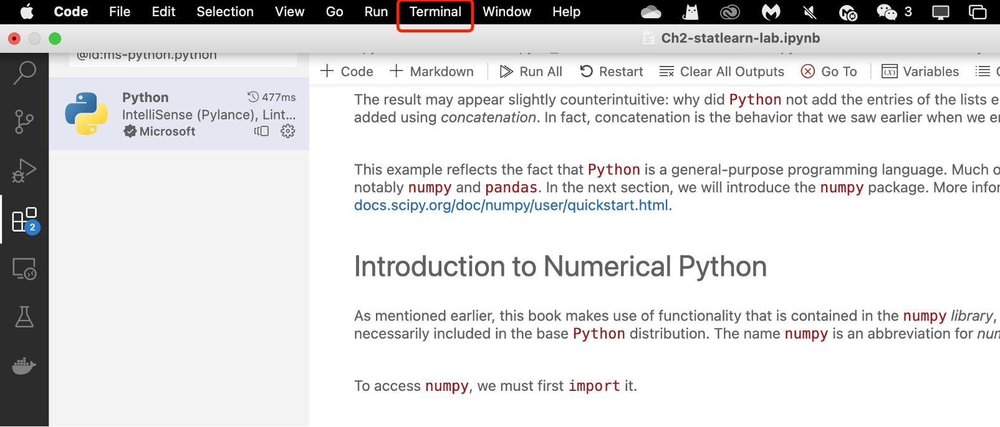 Code File Edit Selection View Go Run Terminal Window Help 3
Ch2-statlearn-lab.ipynb
@id:ms-python.python
Code Markdown Run All Restart Clear All Outputs Go To Variables
Python 477ms
IntelliSense (Pylance), Lint...
Microsoft
2
The result may appear slightly counterintuitive: why did Python not add the entries of the lists
added using concatenation. In fact, concatenation is the behavior that we saw earlier when we
This example reflects the fact that Python is a general-purpose programming language. Much
notably numpy and pandas. In the next section, we will introduce the numpy package. More
docs.scipy.org/doc/numpy/user/quickstart.html.
Introduction to Numerical Python
As mentioned earlier, this book makes use of functionality that is contained in the numpy library,
necessarily included in the base Python distribution. The name numpy is an abbreviation for
To access numpy, we must first import it.